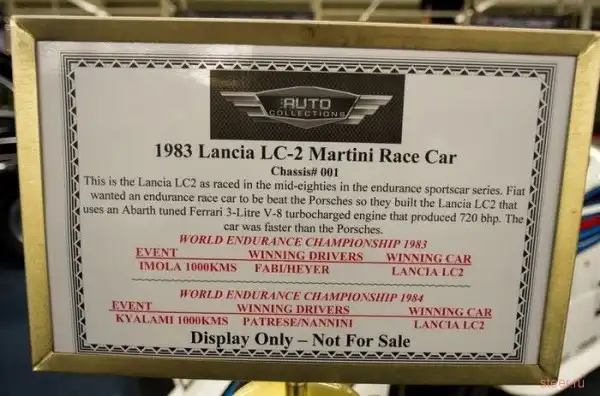 THE AUTO
COLLECTIONS
1983 Lancia LC-2 Martini Race Car
Chassis# 001
This is the Lancia LC2 as raced in the mid-eighties in the endurance sportscar series. Fiat
wanted an endurance race car to be beat the Porsches so they built the Lancia LC2 that
uses an Abarth tuned Ferrari 3-Litre V-8 turbocharged engine that produced 720 bhp. The
car was faster than the Porsches.
WORLD ENDURANCE CHAMPIONSHIP 1983
EVENT WINNING DRIVERS WINNING CAR
IMOLA 1000KMS FABI/HEYER LANCIA LC2
WORLD ENDURANCE CHAMPIONSHIP 1984
EVENT WINNING DRIVERS WINNING CAR
KYALAMI 1000KMS PATRESE/NANNINI LANCIA LC2
Display Only – Not For Sale
steer.ru